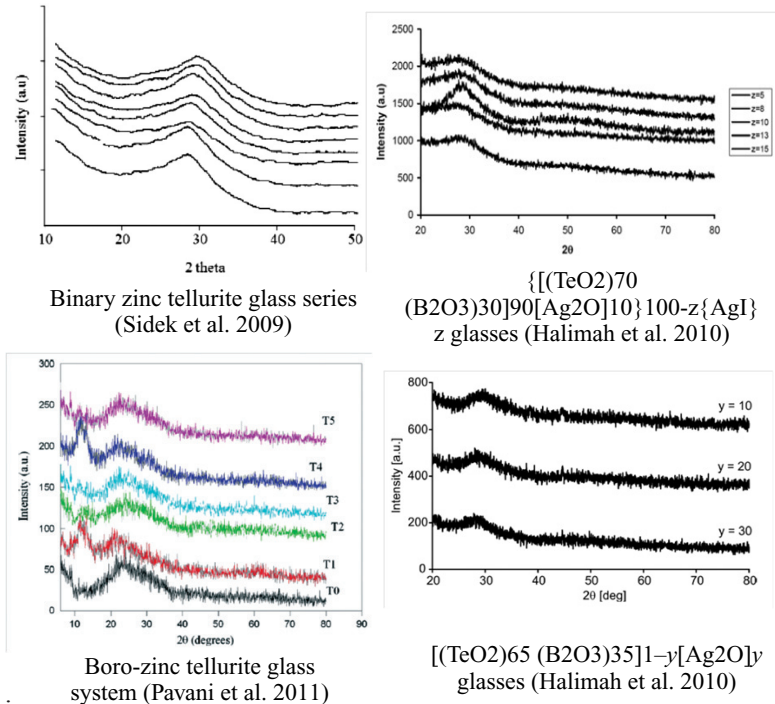 Intensity (a.u)
10
20
30
40
50
2 theta
Binary zinc tellurite glass series
(Sidek et al. 2009)
2500
2000
1500
1000
500
0
Intensity (a.u)
20
30
40
50
60
70
80
2θ
z=5
z=8
z=10
z=13
z=15
{[(TeO2)70
(B2O3)30]90[Ag2O]10}100-z{AgI}
z glasses (Halimah et al. 2010)
300
250
200
150
100
50
0
Intensity (a.u.)
T5
T4
T3
T2
T1
T0
10
20
30
40
50
60
70
80
90
2θ (degrees)
Boro-zinc tellurite glass
. system (Pavani et al. 2011)
800
600
400
200
0
Intensity [a.u.]
y = 10
y = 20
y = 30
20
30
40
50
60
70
80
2θ [deg]
[(TeO2)65 (B2O3)35]1–y[Ag2O]y
glasses (Halimah et al. 2010)